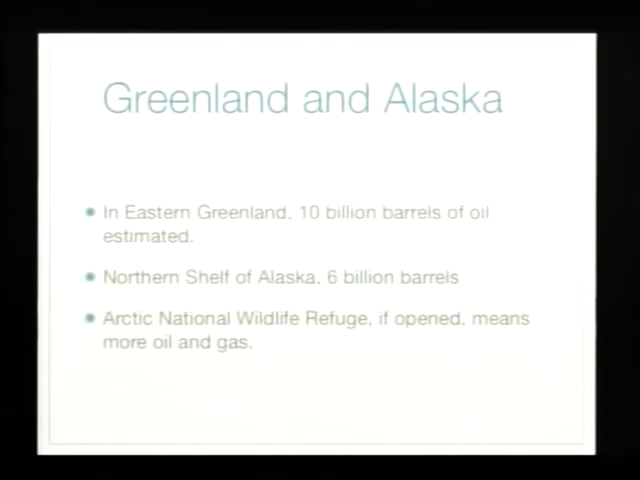 Greenland and Alaska
In Eastern Greenland, 10 billion barrels of oil
estimated.
Northern Shelf of Alaska, 6 billion barrels
Arctic National Wildlife Refuge, if opened, means
more oil and gas.